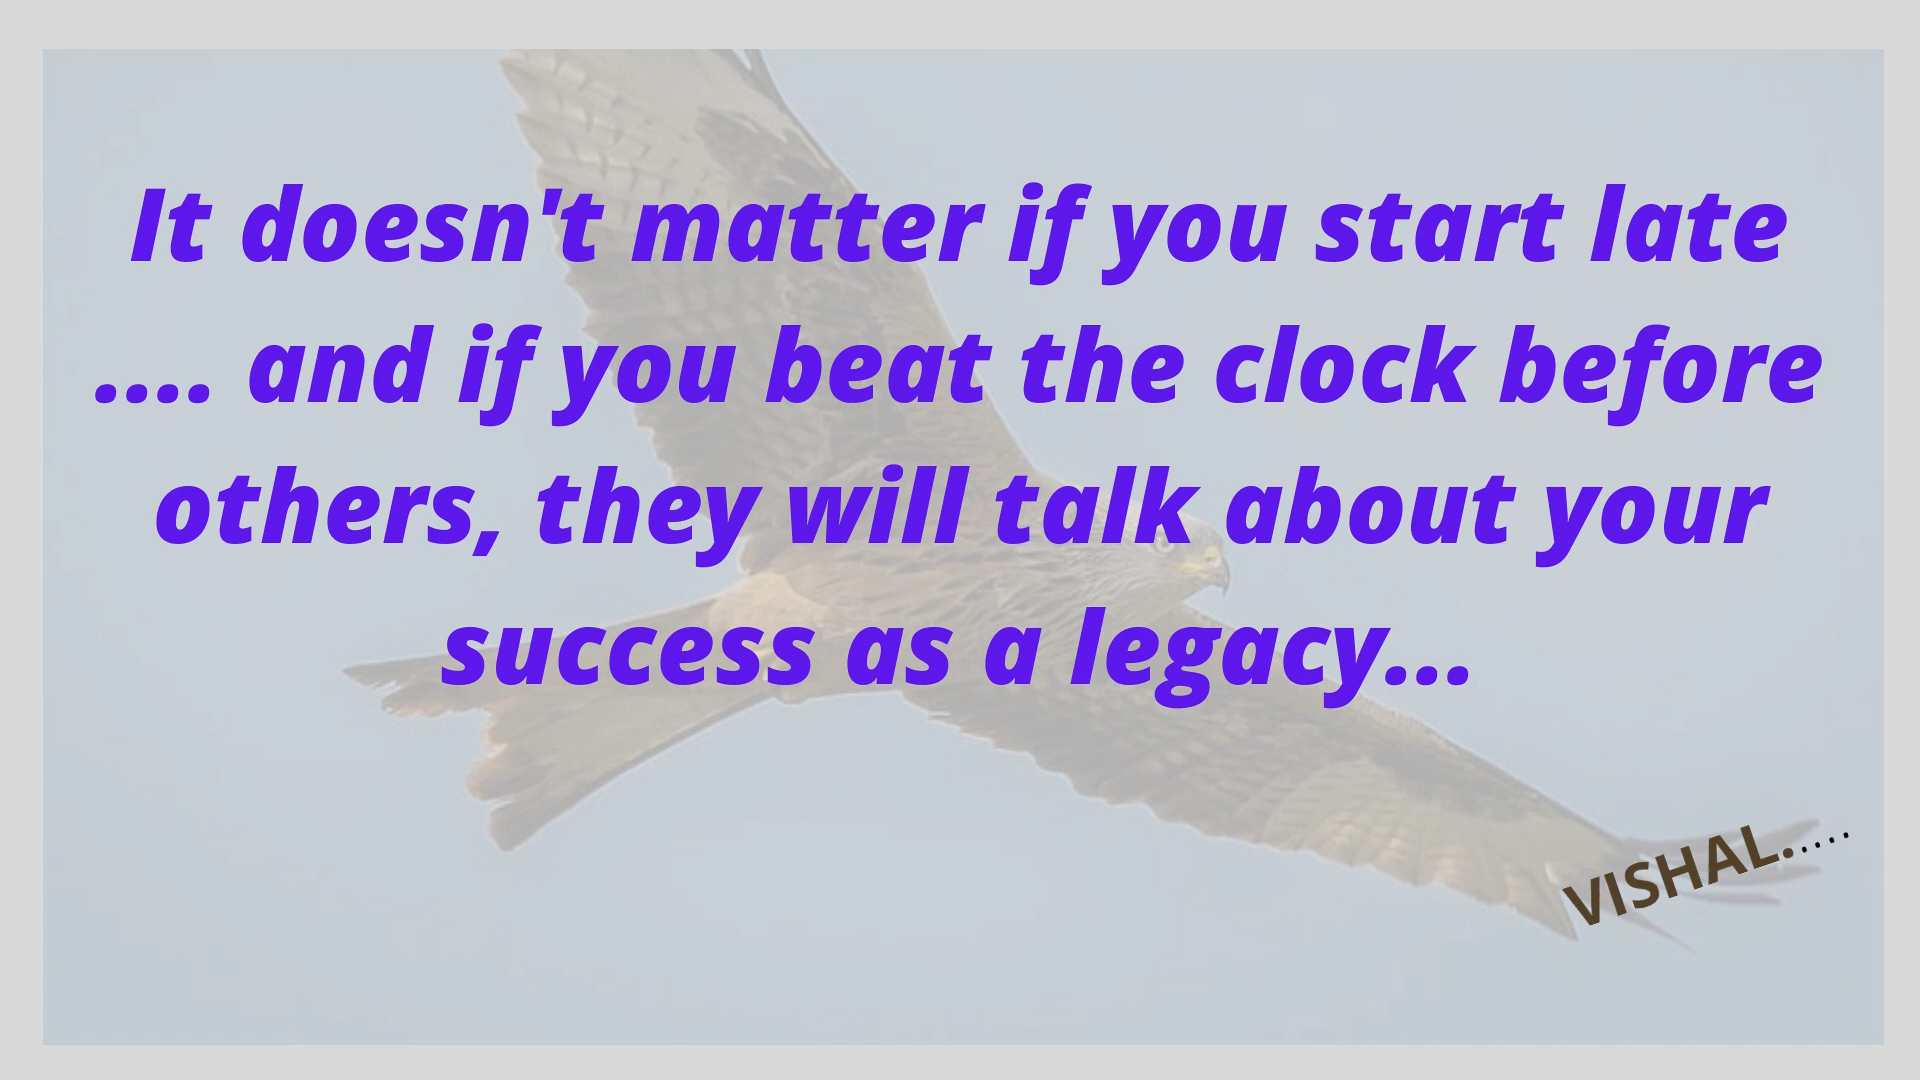 It doesn't matter if you start late
.... and if you beat the clock before
others, they will talk about your
success as a legacy...
VISHAL.....